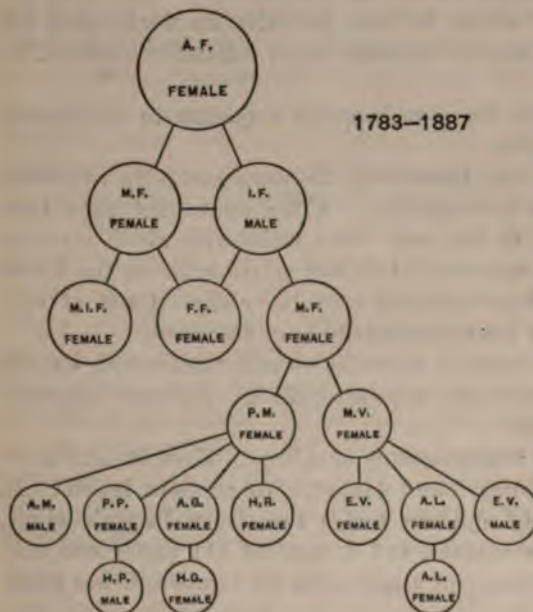 A. F.
FEMALE
1783–1887
M. F.
FEMALE
I. F.
MALE
M. I. F.
FEMALE
F. F.
FEMALE
M. F.
FEMALE
P. M.
FEMALE
M. V.
FEMALE
A. M.
MALE
P. P.
FEMALE
A. G.
FEMALE
H. R.
FEMALE
E. V.
FEMALE
A. L.
FEMALE
E. V.
MALE
H. P.
MALE
H. G.
FEMALE
A. L.
FEMALE